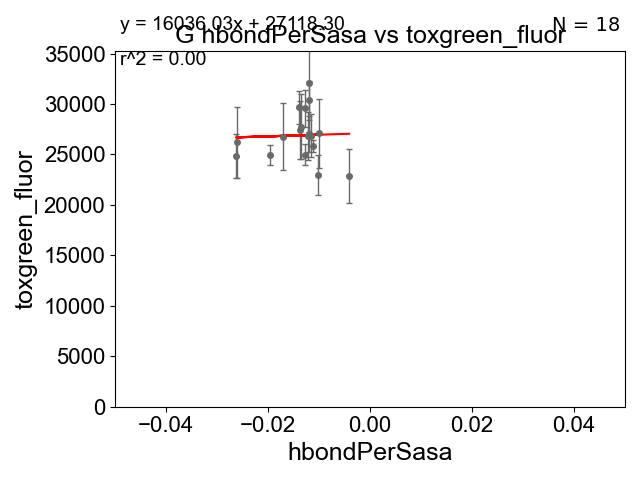 y = 16036.03x + 27118.30
N = 18
G hbondPerSasa vs toxgreen_fluor
r^2 = 0.00
35000
30000
25000
20000
15000
10000
5000
0
toxgreen_fluor
−0.04
−0.02
0.00
0.02
0.04
hbondPerSasa